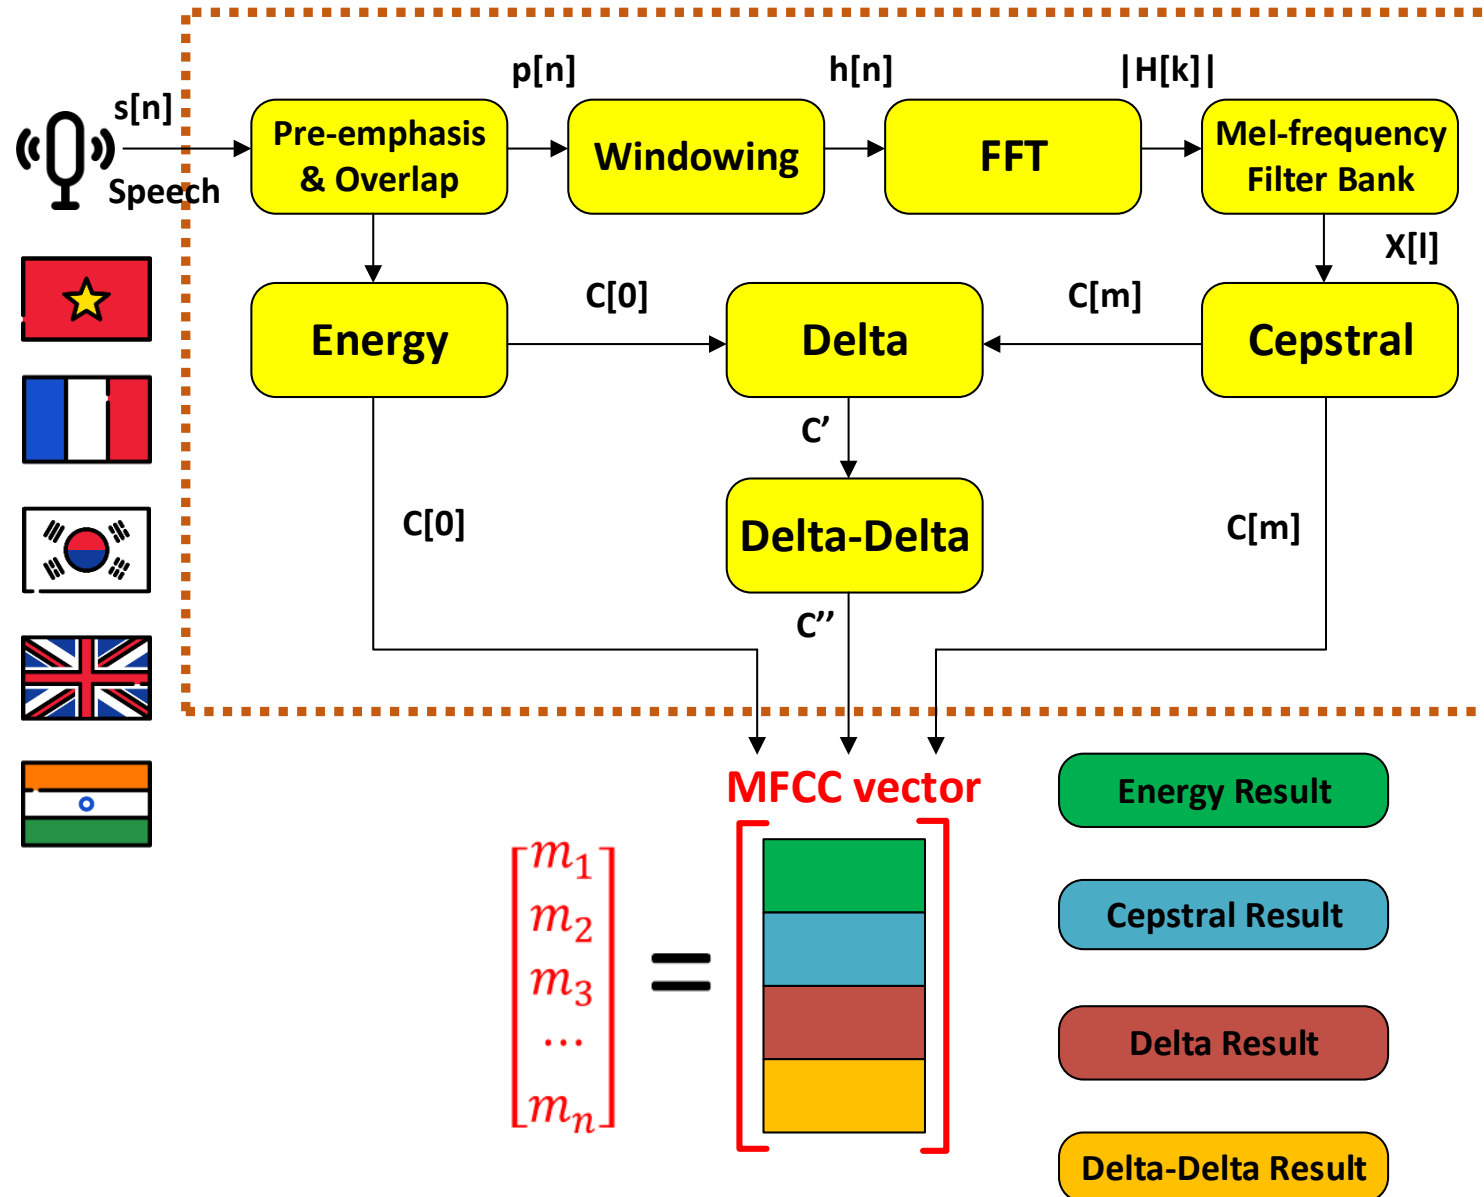 s[n]
Speech
p[n]
h[n]
|H[k]|
Pre-emphasis
& Overlap
Windowing
FFT
Mel-frequency
Filter Bank
X[l]
Energy
C[0]
Delta
C[m]
Cepstral
C'
C[0]
Delta-Delta
C[m]
C''
MFCC vector
m₁
m₂
m₃
...
mₙ
=
Energy Result
Cepstral Result
Delta Result
Delta-Delta Result